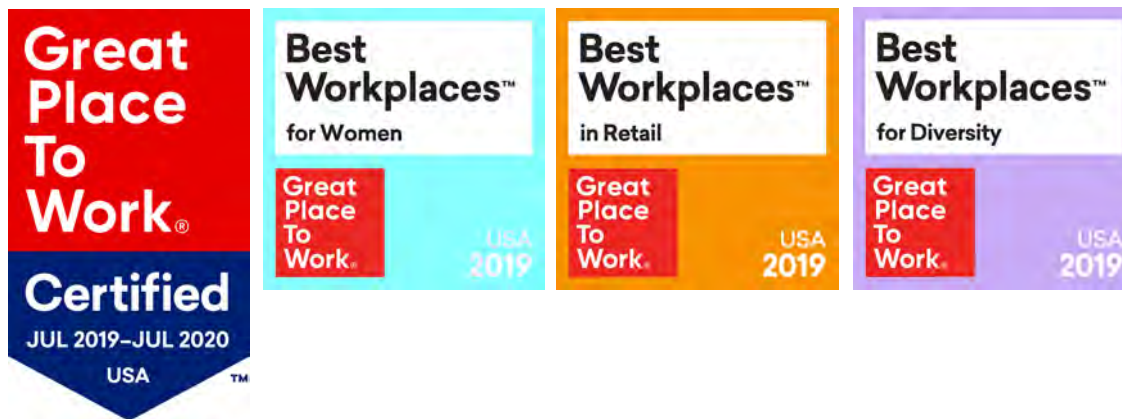 Great
Place
To
Work®
Certified
JUL 2019–JUL 2020
USA
TM
Best
Workplaces™
for Women
Great
Place
To
Work®
USA
2019
Best
Workplaces™
in Retail
Great
Place
To
Work®
USA
2019
Best
Workplaces™
for Diversity
Great
Place
To
Work®
USA
2019